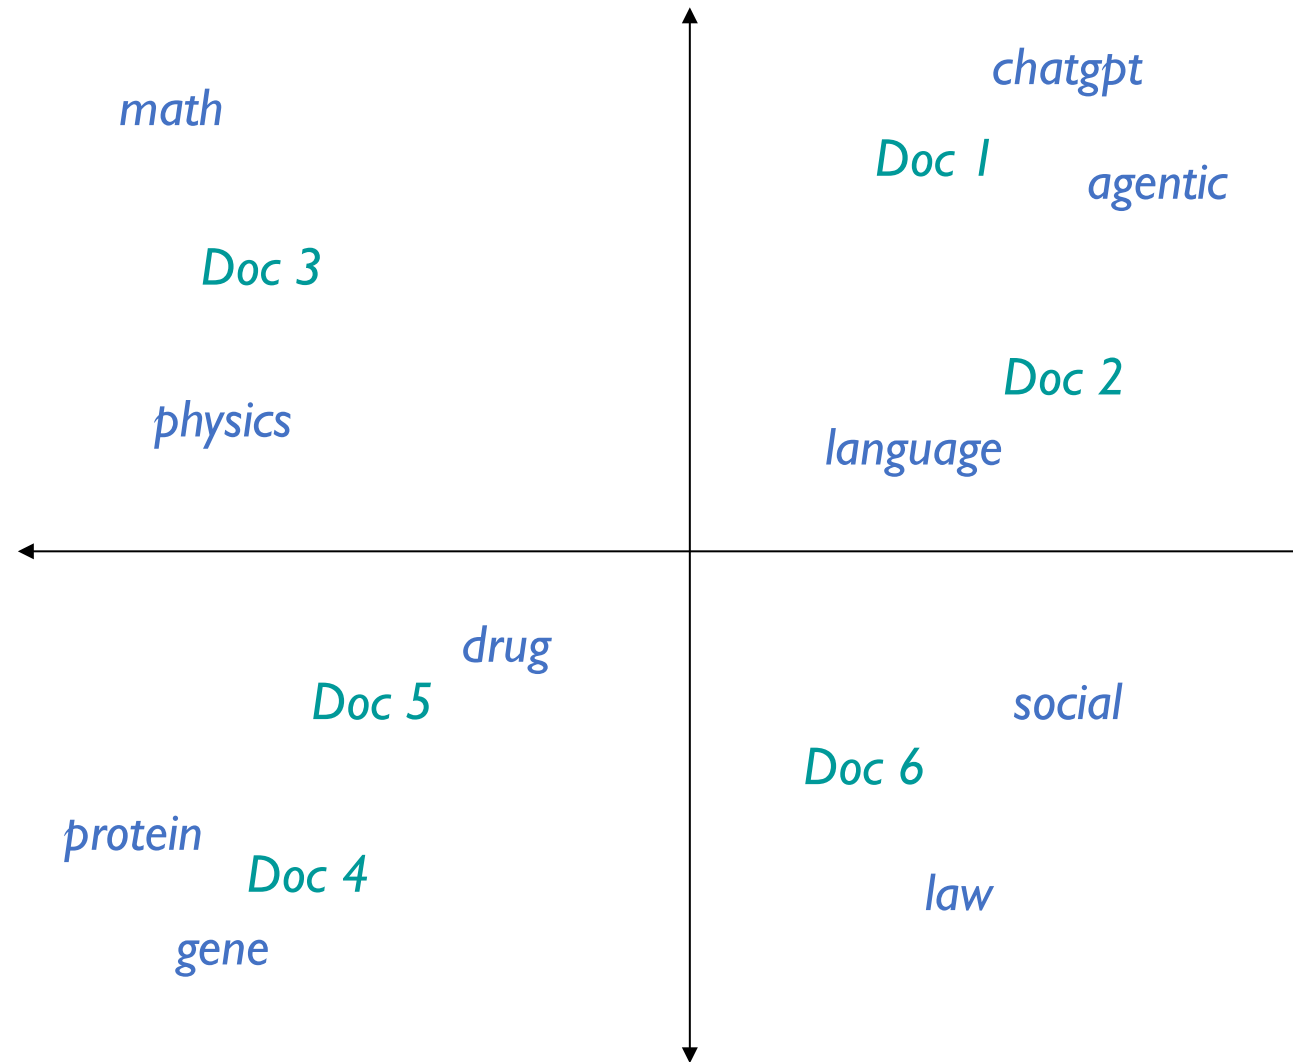 chatgpt
math
Doc 1
agentic
Doc 3
Doc 2
physics
language
drug
Doc 5
social
Doc 6
protein
Doc 4
law
gene